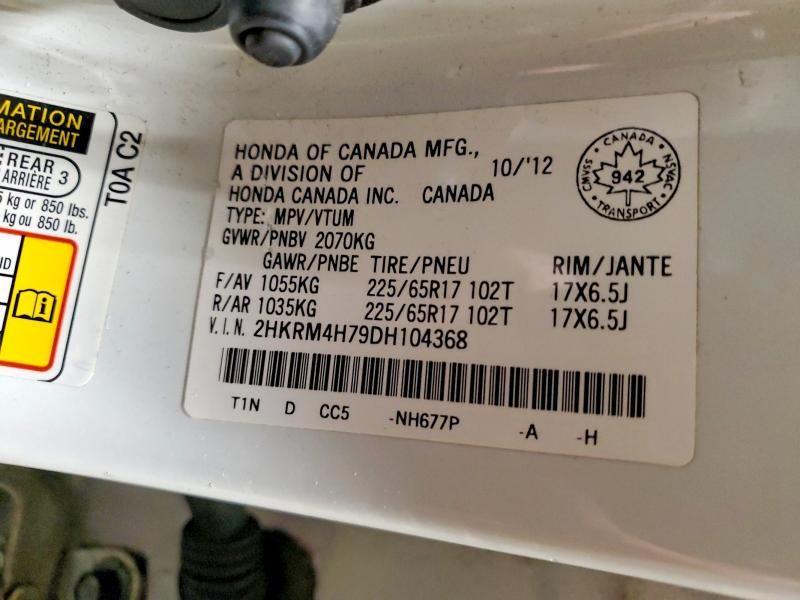 MATION
ARGEMENT
REAR
ARRIÈRE 3
kg or 850 lbs.
kg ou 850 lb.
T0A C2
HONDA OF CANADA MFG.,
A DIVISION OF 10/'12
HONDA CANADA INC. CANADA
TYPE: MPV/VTUM
GVWR/PNBV 2070KG
GAWR/PNBE TIRE/PNEU RIM/JANTE
F/AV 1055KG 225/65R17 102T 17X6.5J
R/AR 1035KG 225/65R17 102T 17X6.5J
V.I.N. 2HKRM4H79DH104368
T1N D CC5 -NH677P -A -H
CANADA
CMVSS 942 NSVAC
TRANSPORT